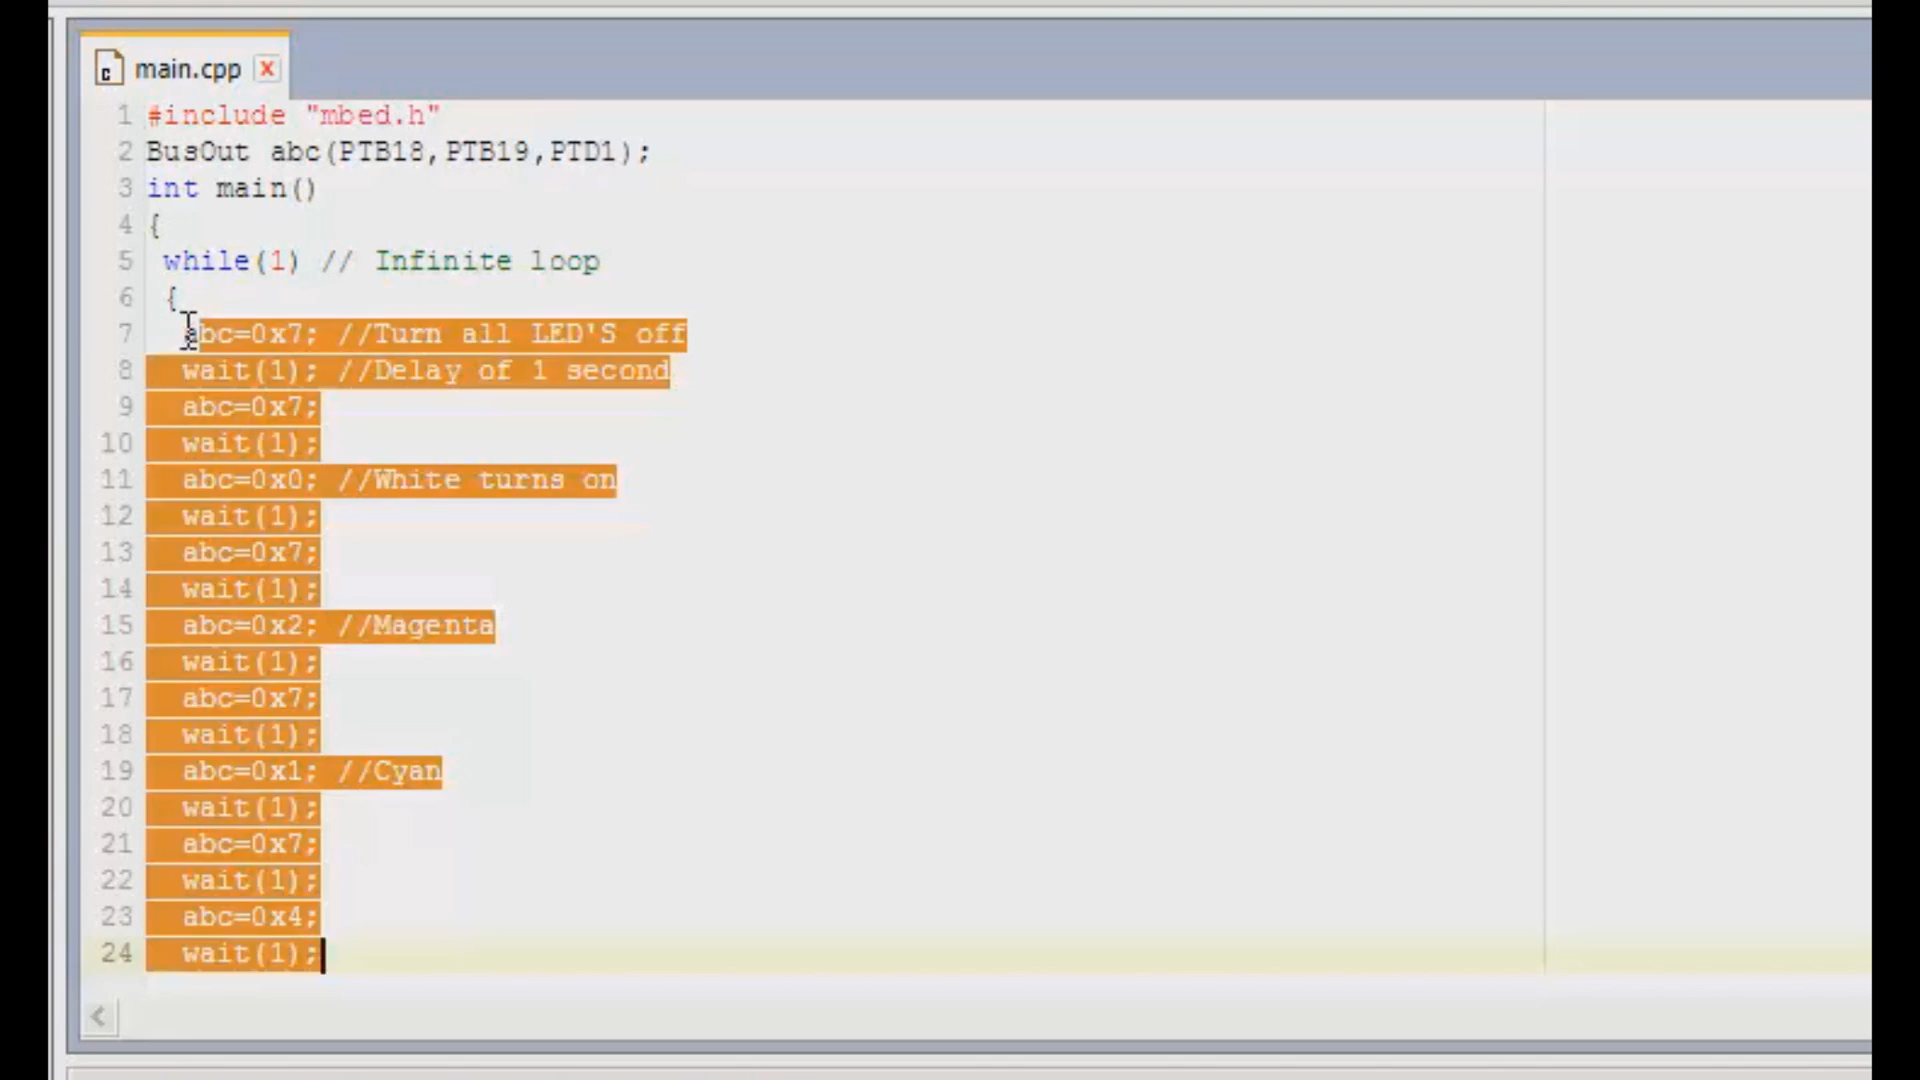 main.cpp
1 #include "mbed.h"
2 BusOut abc(PTB18,PTB19,PTD1);
3 int main()
4 {
5 while(1) // Infinite loop
6 {
7 abc=0x7; //Turn all LED'S off
8 wait(1); //Delay of 1 second
9 abc=0x7;
10 wait(1);
11 abc=0x0; //White turns on
12 wait(1);
13 abc=0x7;
14 wait(1);
15 abc=0x2; //Magenta
16 wait(1);
17 abc=0x7;
18 wait(1);
19 abc=0x1; //Cyan
20 wait(1);
21 abc=0x7;
22 wait(1);
23 abc=0x4;
24 wait(1);